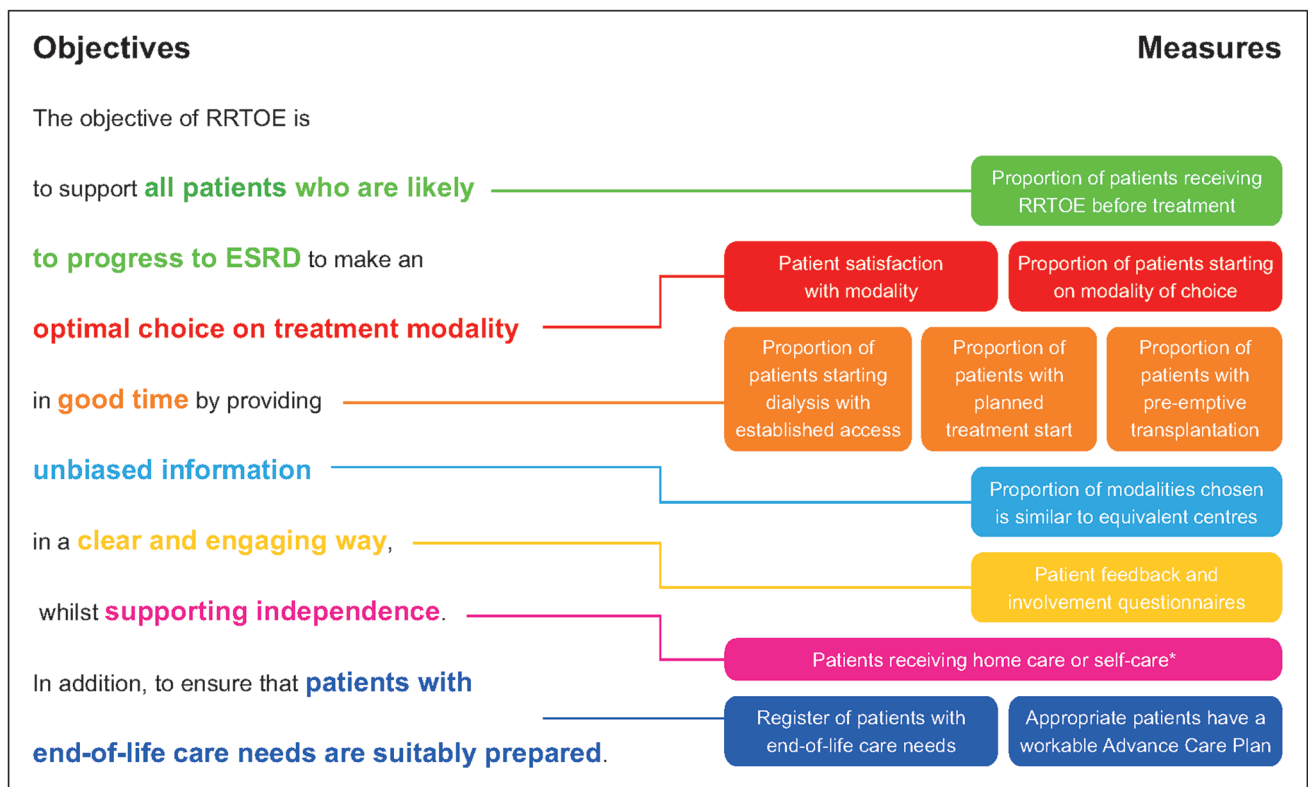 Objectives
Measures
The objective of RRTOE is
to support all patients who are likely
Proportion of patients receiving
RRTOE before treatment
to progress to ESRD to make an
Patient satisfaction
with modality
Proportion of patients starting
on modality of choice
optimal choice on treatment modality
Proportion of
patients starting
dialysis with
established access
Proportion of
patients with
planned
treatment start
Proportion of
patients with
pre-emptive
transplantation
in good time by providing
unbiased information
Proportion of modalities chosen
is similar to equivalent centres
in a clear and engaging way,
Patient feedback and
involvement questionnaires
whilst supporting independence.
Patients receiving home care or self-care*
In addition, to ensure that patients with
end-of-life care needs are suitably prepared.
Register of patients with
end-of-life care needs
Appropriate patients have a
workable Advance Care Plan